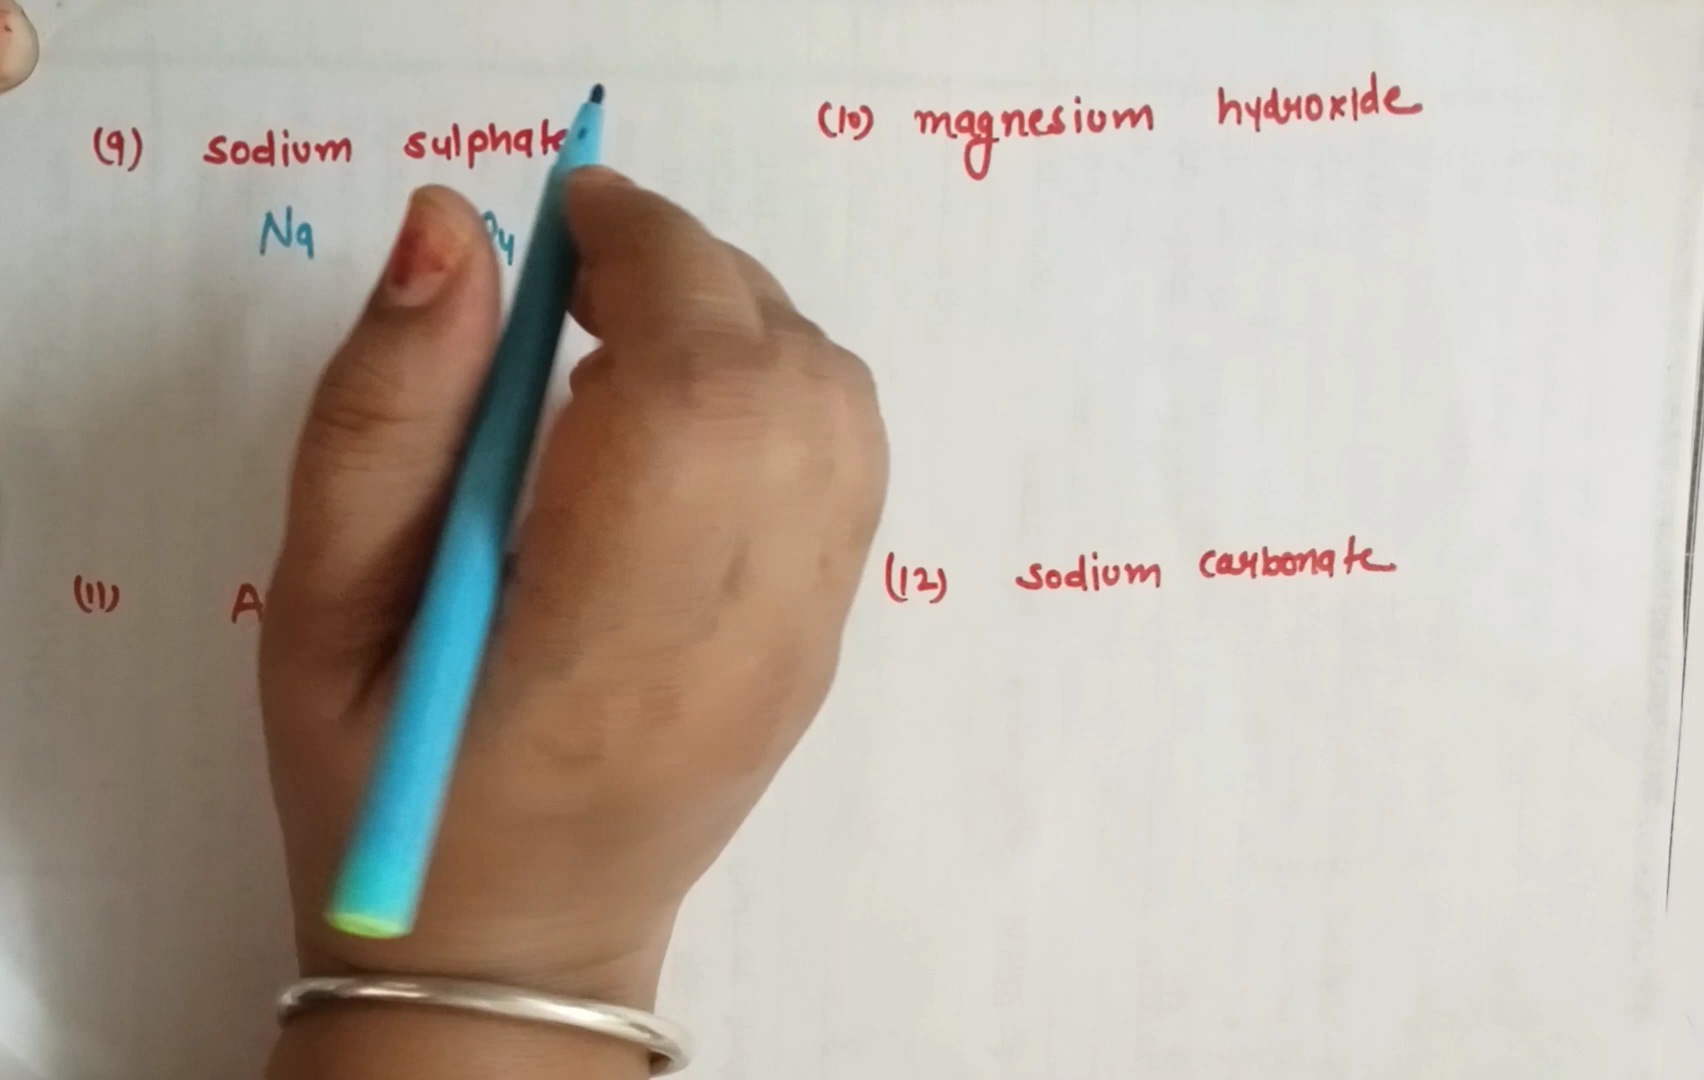 (9) sodium sulphate
(10) magnesium hydroxide
Na
(11)
(12) sodium carbonate